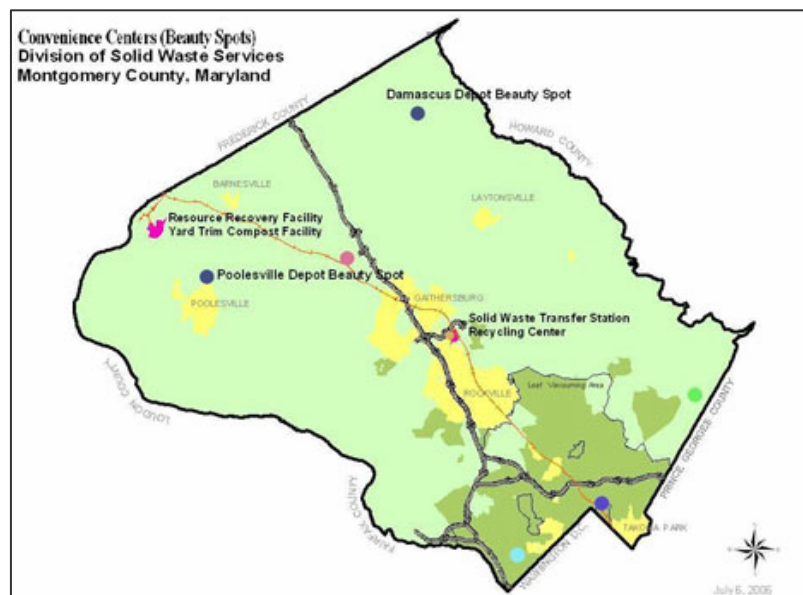 Convenience Centers (Beauty Spots)
Division of Solid Waste Services
Montgomery County, Maryland
Damascus Depot Beauty Spot
FREDERICK COUNTY
HOWARD COUNTY
BARNESVILLE
LAYTONSVILLE
Resource Recovery Facility
Yard Trim Compost Facility
Poolesville Depot Beauty Spot
POOLESVILLE
GAITHERSBURG
Solid Waste Transfer Station
Recycling Center
Leaf Vacuuming Area
ROCKVILLE
LOUDON COUNTY
PRINCE GEORGES COUNTY
FAIRFAX COUNTY
WASHINGTON D.C.
TAKOMA PARK
July 6, 2006